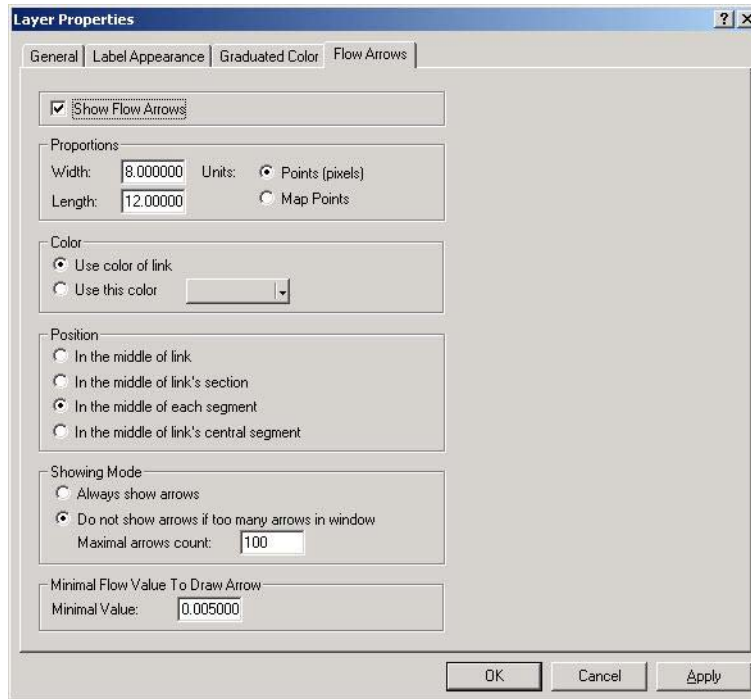 Layer Properties
General Label Appearance Graduated Color Flow Arrows
Show Flow Arrows
Proportions
Width: 8.000000 Units: Points (pixels)
Length: 12.00000 Map Points
Color
Use color of link
Use this color
Position
In the middle of link
In the middle of link's section
In the middle of each segment
In the middle of link's central segment
Showing Mode
Always show arrows
Do not show arrows if too many arrows in window
Maximal arrows count: 100
Minimal Flow Value To Draw Arrow
Minimal Value: 0.005000
OK Cancel Apply